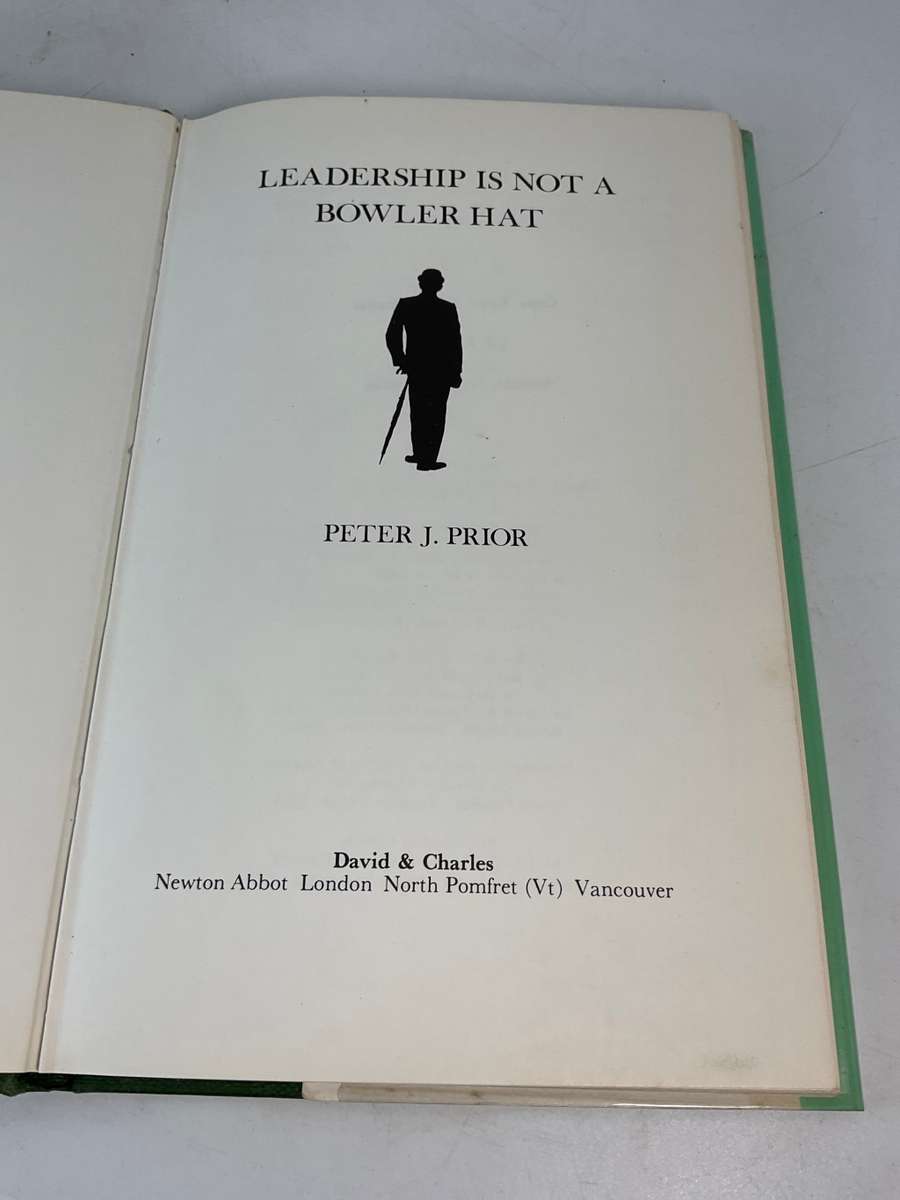 LEADERSHIP IS NOT A
BOWLER HAT
PETER J. PRIOR
David & Charles
Newton Abbot London North Pomfret (Vt) Vancouver